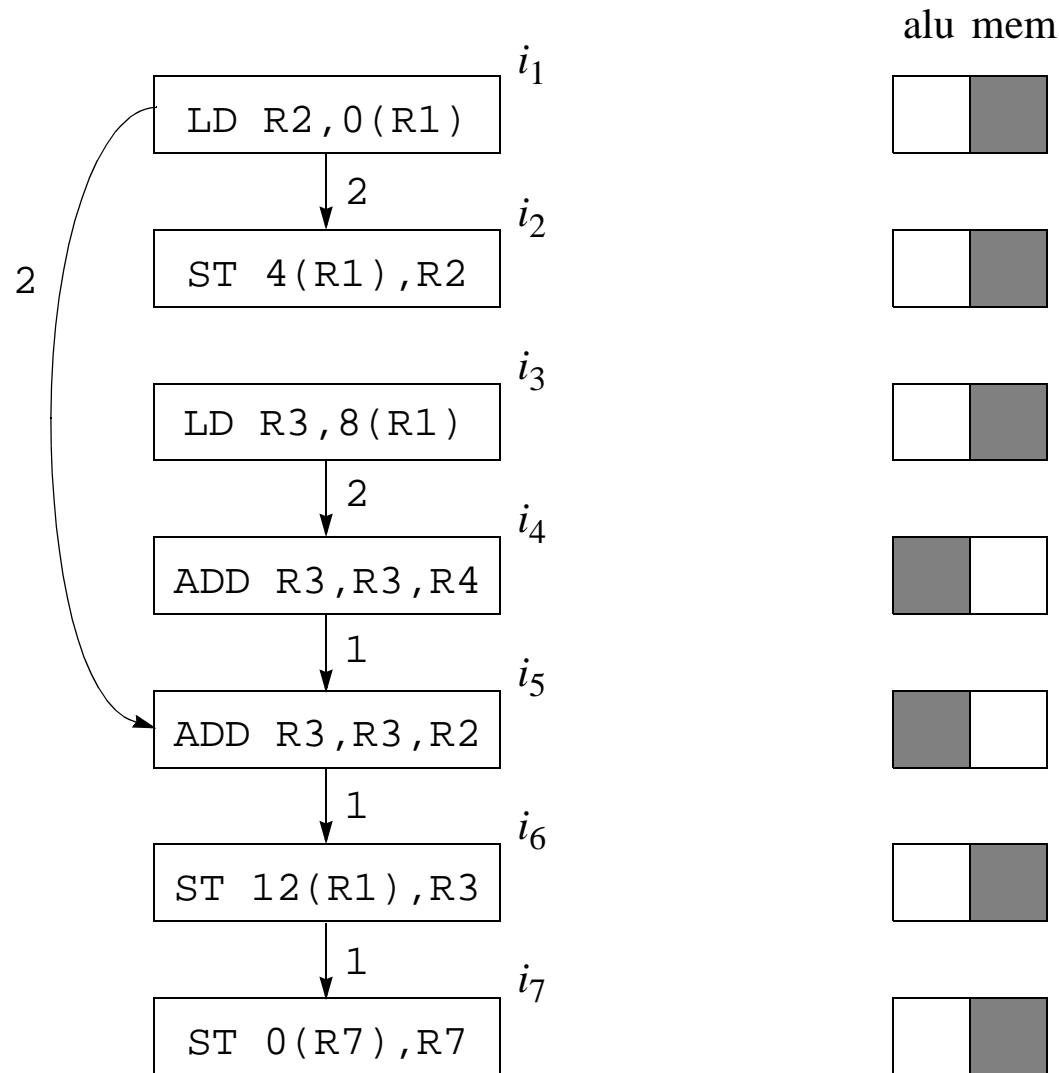 alu mem
i1
LD R2,0(R1)
2
i2
ST 4(R1),R2
2
i3
LD R3,8(R1)
2
i4
ADD R3,R3,R4
1
i5
ADD R3,R3,R2
1
i6
ST 12(R1),R3
1
i7
ST 0(R7),R7